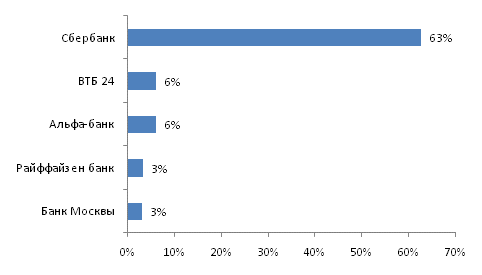 Сбербанк 63%
ВТБ 24 6%
Альфа-банк 6%
Райффайзен банк 3%
Банк Москвы 3%
0% 10% 20% 30% 40% 50% 60% 70%